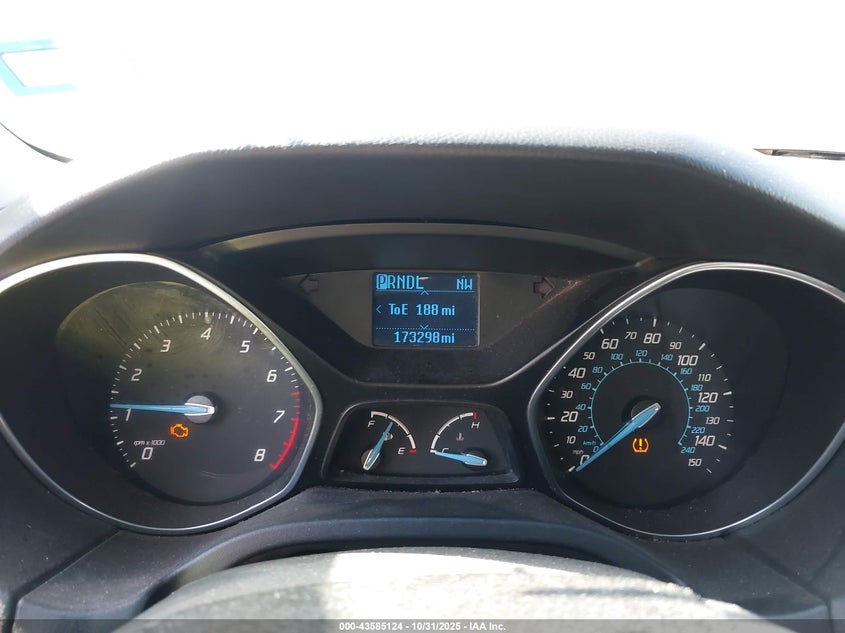 PRNDL NW
ToE 188 mi
173298mi
0 1 2 3 4 5 6 7 8
rpm x 1000
F E
C H
0 10 20 30 40 50 60 70 80 90 100 110 120 130 140 150
mph
km/h
0 20 40 60 80 100 120 140 160 180 200 220 240
000-43585124 - 10/31/2025 - IAA Inc.